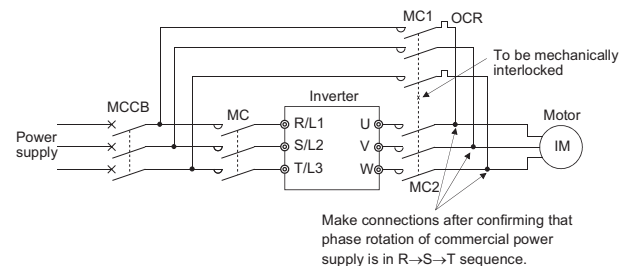 MC1
OCR
To be mechanically
interlocked
MCCB
MC
Inverter
Motor
Power
supply
R/L1
S/L2
T/L3
U
V
W
IM
MC2
Make connections after confirming that
phase rotation of commercial power
supply is in R→S→T sequence.